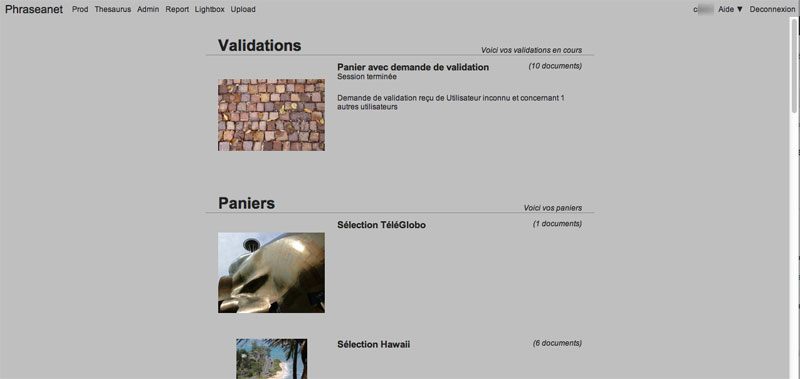 Phraseanet Prod Thesaurus Admin Report Lightbox Upload Aide ▼ Deconnexion
Validations Voici vos validations en cours
Panier avec demande de validation (10 documents)
Session terminée
Demande de validation reçu de Utilisateur inconnu et concernant 1
autres utilisateurs
Paniers Voici vos paniers
Sélection TéléGlobo (1 documents)
Sélection Hawaii (6 documents)